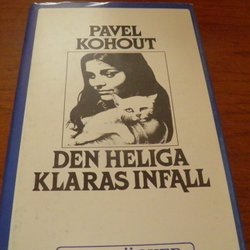 PAVEL
KOHOUT
DEN HELIGA
KLARAS INFALL